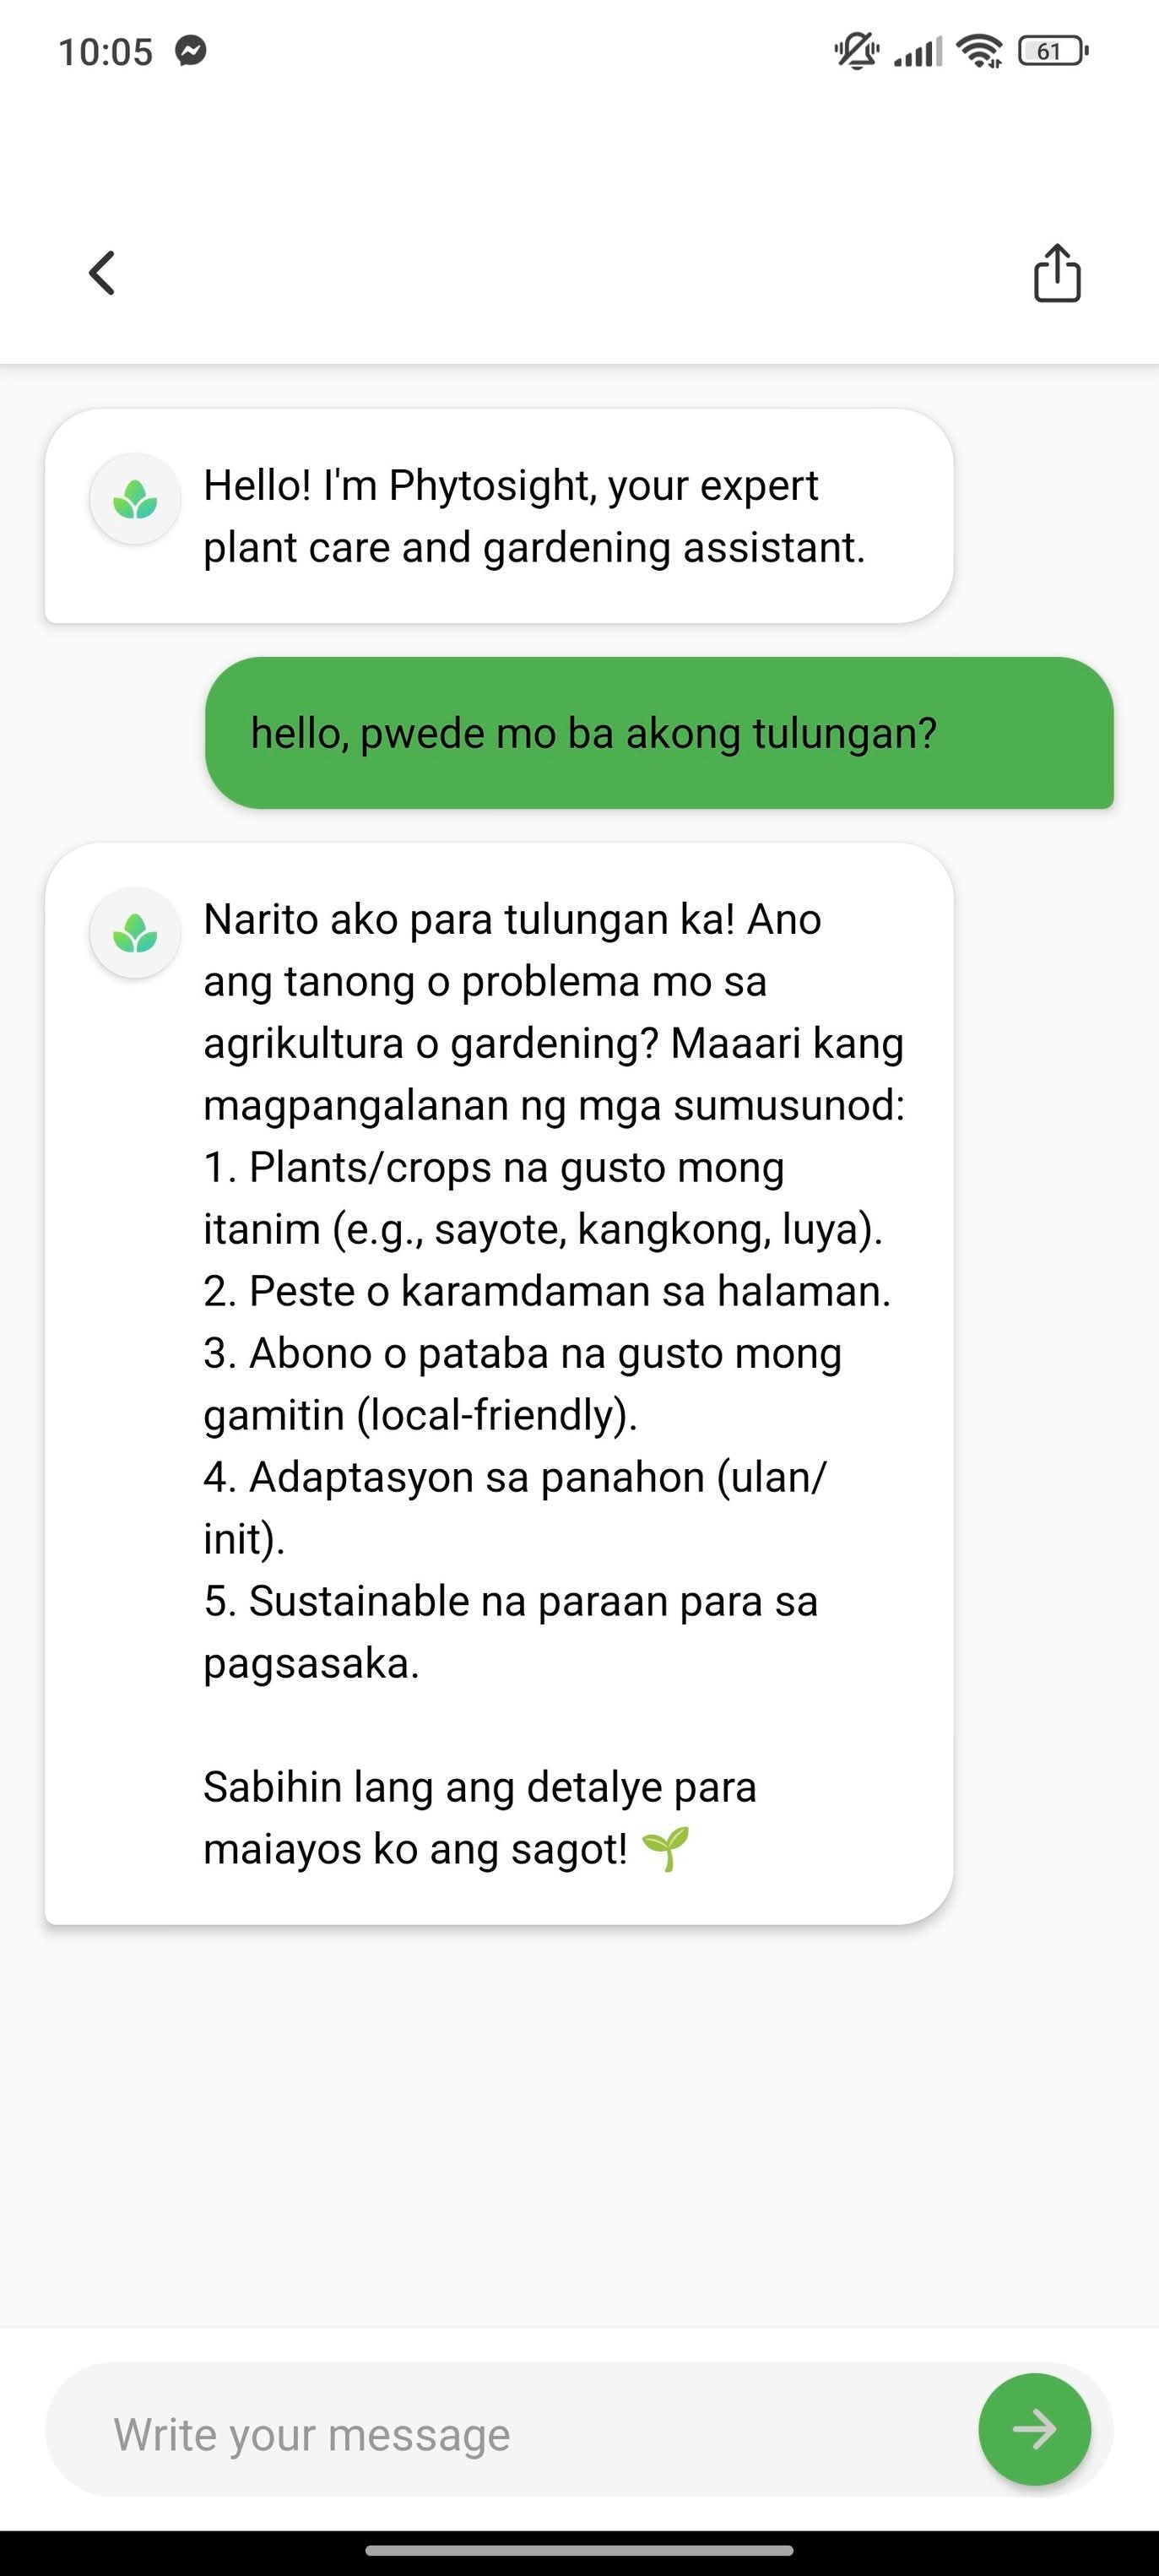 10:05
61
Hello! I'm Phytosight, your expert
plant care and gardening assistant.
hello, pwede mo ba akong tulungan?
Narito ako para tulungan ka! Ano
ang tanong o problema mo sa
agrikultura o gardening? Maaari kang
magpangalanan ng mga sumusunod:
1. Plants/crops na gusto mong
itanim (e.g., sayote, kangkong, luya).
2. Peste o karamdaman sa halaman.
3. Abono o pataba na gusto mong
gamitin (local-friendly).
4. Adaptasyon sa panahon (ulan/
init).
5. Sustainable na paraan para sa
pagsasaka.
Sabihin lang ang detalye para
maiayos ko ang sagot! 🌱
Write your message